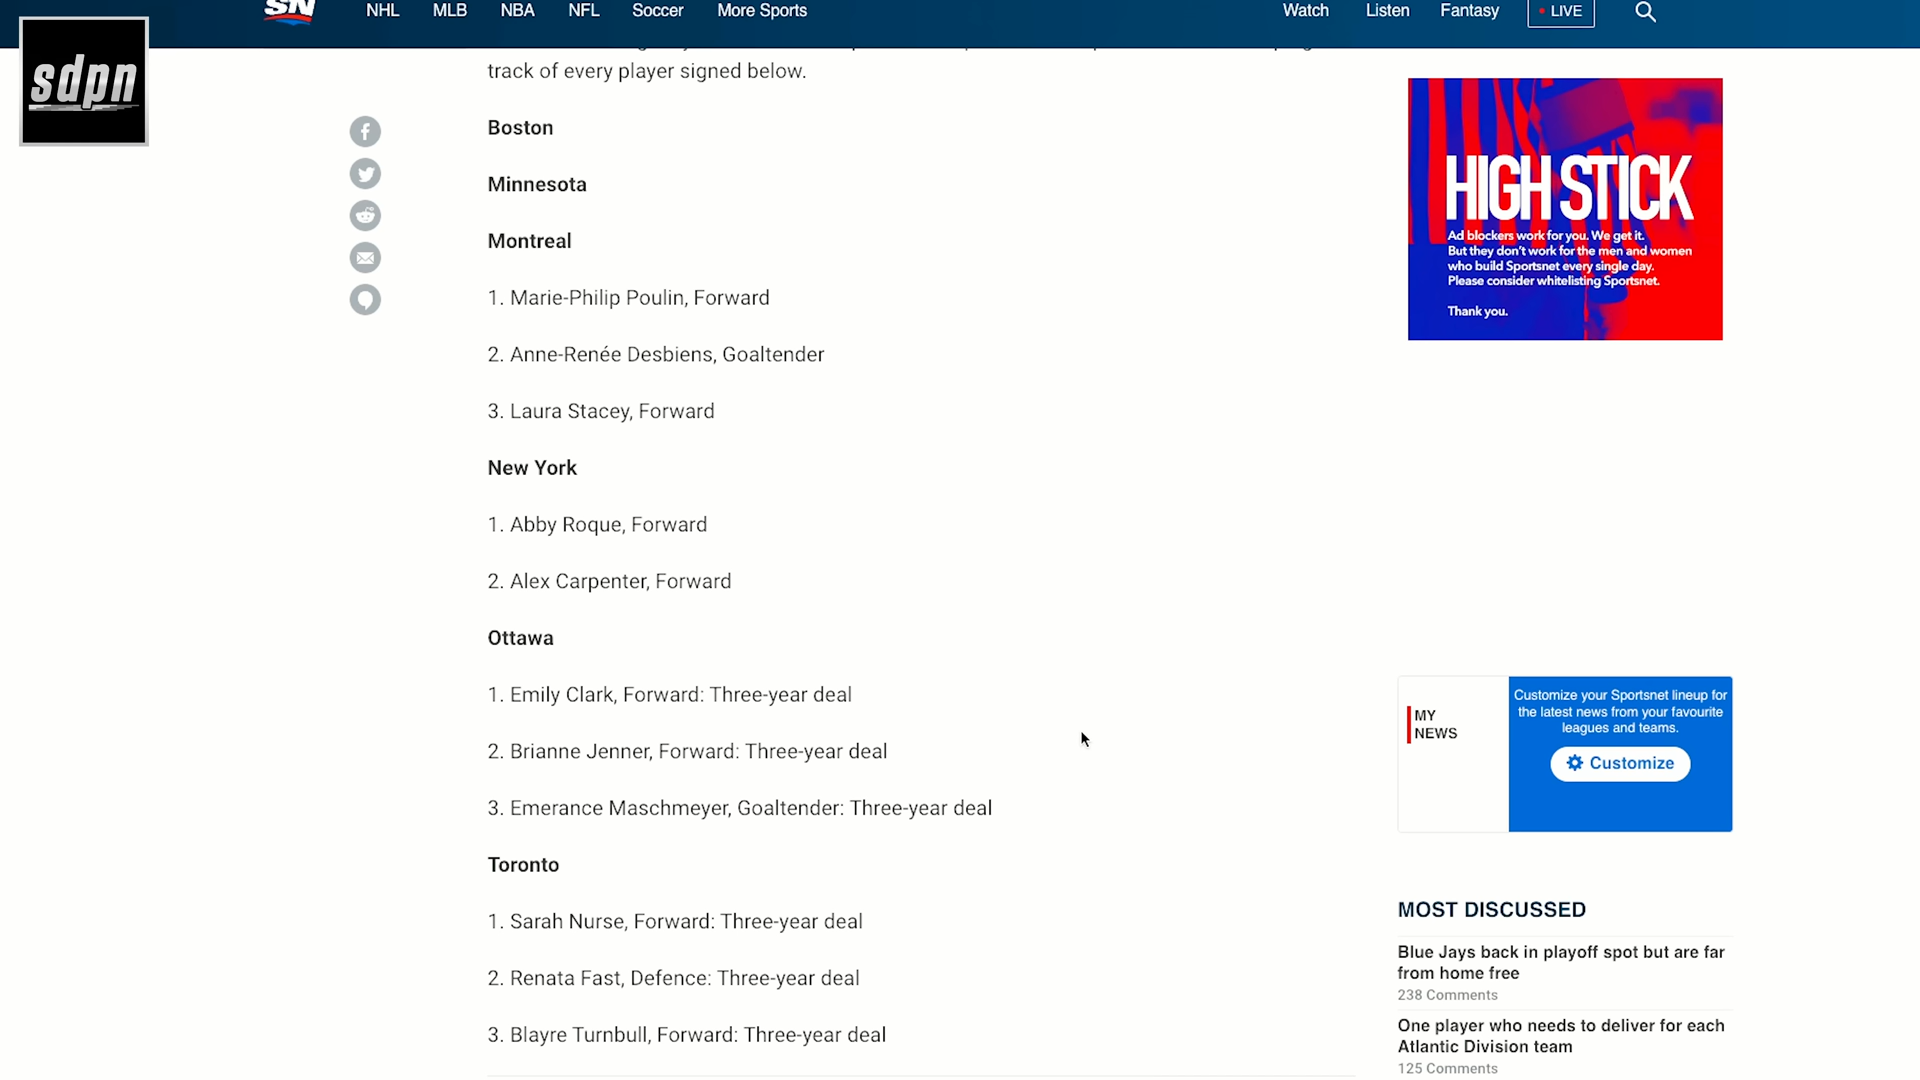 SN
NHL
MLB
NBA
NFL
Soccer
More Sports
Watch
Listen
Fantasy
LIVE
sdpn
track of every player signed below.
Boston
Minnesota
Montreal
1. Marie-Philip Poulin, Forward
2. Anne-Renée Desbiens, Goaltender
3. Laura Stacey, Forward
New York
1. Abby Roque, Forward
2. Alex Carpenter, Forward
Ottawa
1. Emily Clark, Forward: Three-year deal
2. Brianne Jenner, Forward: Three-year deal
3. Emerance Maschmeyer, Goaltender: Three-year deal
Toronto
1. Sarah Nurse, Forward: Three-year deal
2. Renata Fast, Defence: Three-year deal
3. Blayre Turnbull, Forward: Three-year deal
HIGH STICK
Ad blockers work for you. We get it.
But they don't work for the men and women
who build Sportsnet every single day.
Please consider whitelisting Sportsnet.
Thank you.
MY
NEWS
Customize your Sportsnet lineup for
the latest news from your favourite
leagues and teams.
Customize
MOST DISCUSSED
Blue Jays back in playoff spot but are far
from home free
238 Comments
One player who needs to deliver for each
Atlantic Division team
125 Comments